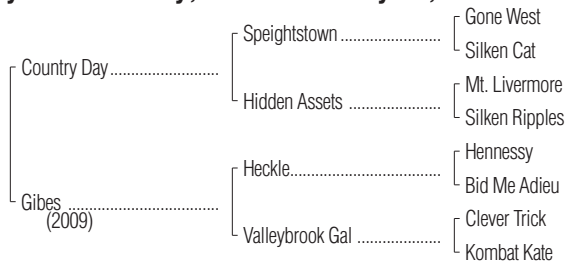 Country Day
Gibes
(2009)
Speightstown
Hidden Assets
Heckle
Valleybrook Gal
Gone West
Silken Cat
Mt. Livermore
Silken Ripples
Hennessy
Bid Me Adieu
Clever Trick
Kombat Kate